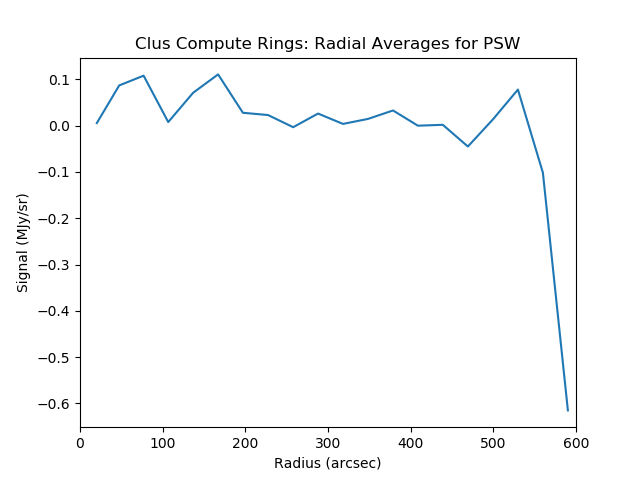 Clus Compute Rings: Radial Averages for PSW
0.1
0.0
−0.1
−0.2
−0.3
−0.4
−0.5
−0.6
Signal (MJy/sr)
0 100 200 300 400 500 600
Radius (arcsec)